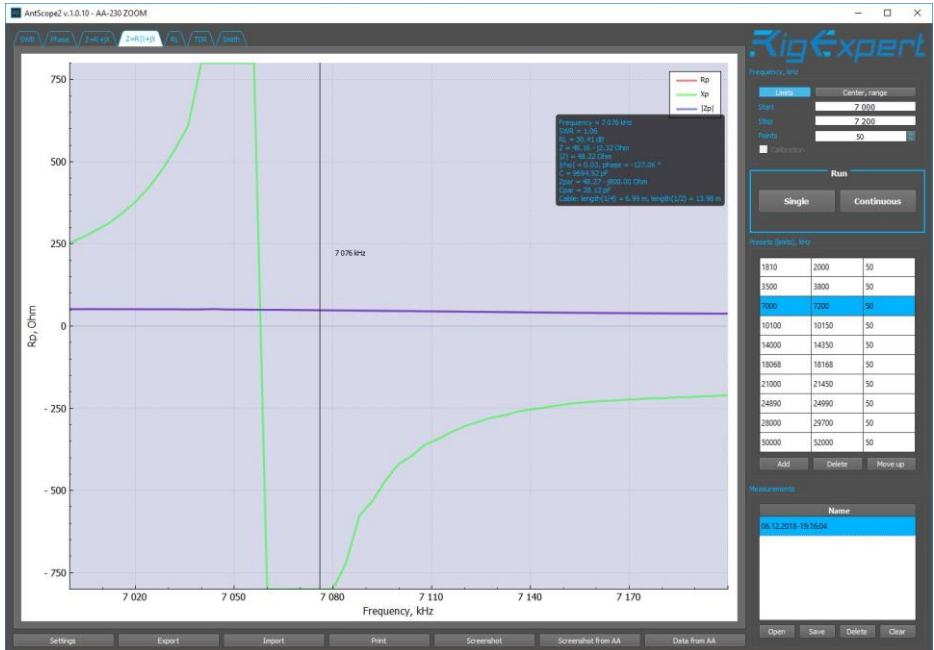 AntScope2 v.1.0.10 - AA-230 ZOOM
SWR Phase Z=R+jX Z=R||+jX RL TDR Smith
RigExpert
Frequency, kHz
Limits Center, range
Start 7 000
Stop 7 200
Points 50
Calibration
Run
Single Continuous
Presets (limits), kHz
1810 2000 50
3500 3800 50
7000 7200 50
10100 10150 50
14000 14350 50
18068 18168 50
21000 21450 50
24890 24990 50
28000 29700 50
50000 52000 50
Add Delete Move up
Measurements
Name
06.12.2018-19:16:04
Open Save Delete Clear
Rp
Xp
|Zp|
Frequency = 7 076 kHz
SWR = 1.06
RL = 30.41 dB
Z = 48.16 - j2.32 Ohm
|Z| = 48.22 Ohm
|rho| = 0.03, phase = -127.06 °
C = 9694.92 pF
Zpar = 48.27 - j800.00 Ohm
Cpar = 28.12 pF
Cable: length(1/4) = 6.99 m, length(1/2) = 13.98 m
7 076 kHz
Rp, Ohm
750
500
250
0
- 250
- 500
- 750
7 020 7 050 7 080 7 110 7 140 7 170
Frequency, kHz
Settings Export Import Print Screenshot Screenshot from AA Data from AA